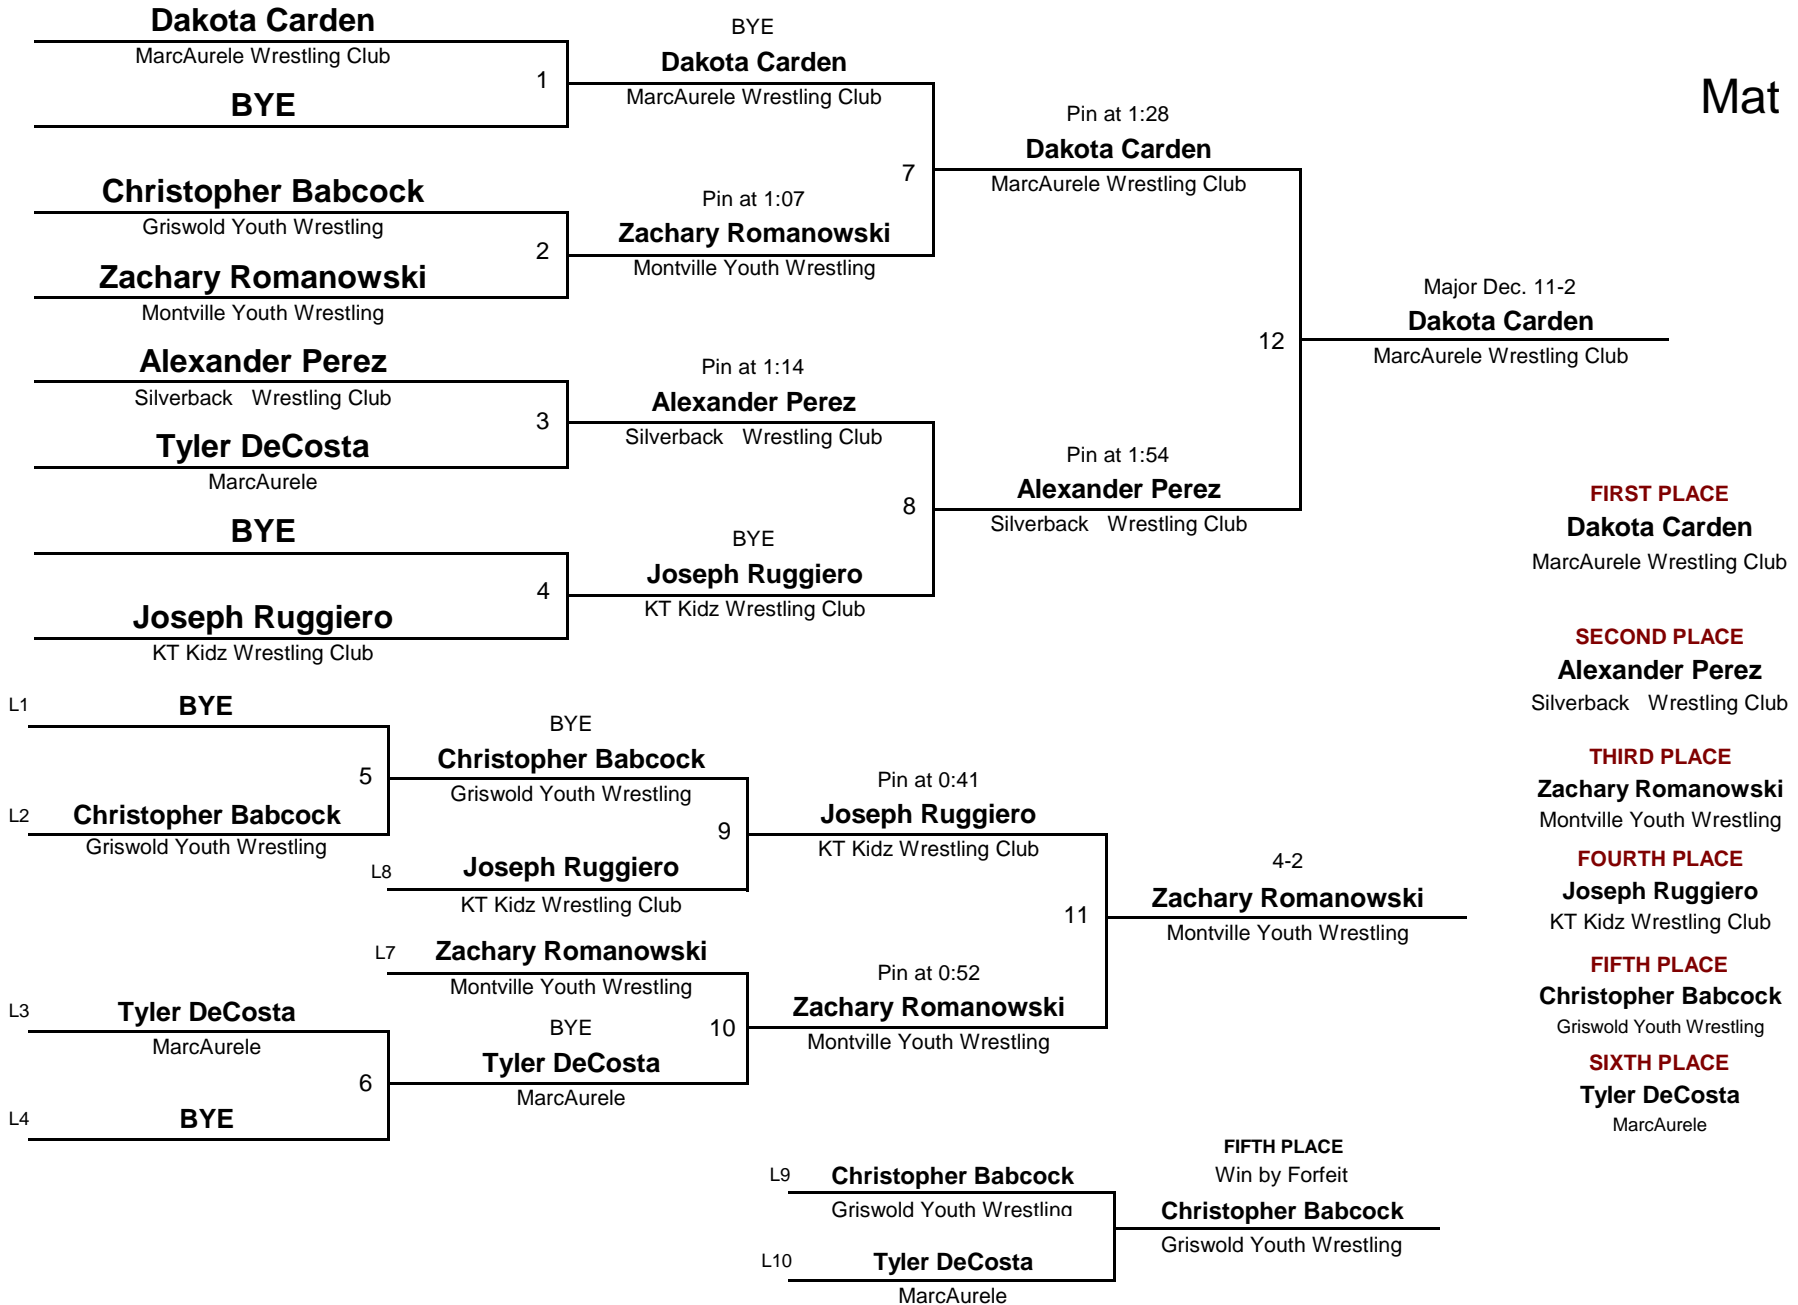 Dakota Carden
MarcAurele Wrestling Club
1
BYE
BYE
Dakota Carden
MarcAurele Wrestling Club
Mat
Christopher Babcock
Griswold Youth Wrestling
2
Zachary Romanowski
Montville Youth Wrestling
Pin at 1:07
Zachary Romanowski
Montville Youth Wrestling
7
Pin at 1:28
Dakota Carden
MarcAurele Wrestling Club
Alexander Perez
Silverback Wrestling Club
3
Tyler DeCosta
MarcAurele
Pin at 1:14
Alexander Perez
Silverback Wrestling Club
BYE
4
Joseph Ruggiero
KT Kidz Wrestling Club
BYE
Joseph Ruggiero
KT Kidz Wrestling Club
8
Pin at 1:54
Alexander Perez
Silverback Wrestling Club
12
Major Dec. 11-2
Dakota Carden
MarcAurele Wrestling Club
FIRST PLACE
Dakota Carden
MarcAurele Wrestling Club
SECOND PLACE
Alexander Perez
Silverback Wrestling Club
THIRD PLACE
Zachary Romanowski
Montville Youth Wrestling
FOURTH PLACE
Joseph Ruggiero
KT Kidz Wrestling Club
FIFTH PLACE
Christopher Babcock
Griswold Youth Wrestling
SIXTH PLACE
Tyler DeCosta
MarcAurele
L1 BYE
5
L2 Christopher Babcock
Griswold Youth Wrestling
BYE
Christopher Babcock
Griswold Youth Wrestling
9
L8 Joseph Ruggiero
KT Kidz Wrestling Club
Pin at 0:41
Joseph Ruggiero
KT Kidz Wrestling Club
L7 Zachary Romanowski
Montville Youth Wrestling
L3 Tyler DeCosta
MarcAurele
6
L4 BYE
BYE
10
Tyler DeCosta
MarcAurele
Pin at 0:52
Zachary Romanowski
Montville Youth Wrestling
11
4-2
Zachary Romanowski
Montville Youth Wrestling
L9 Christopher Babcock
Griswold Youth Wrestling
L10 Tyler DeCosta
MarcAurele
FIFTH PLACE
Win by Forfeit
Christopher Babcock
Griswold Youth Wrestling